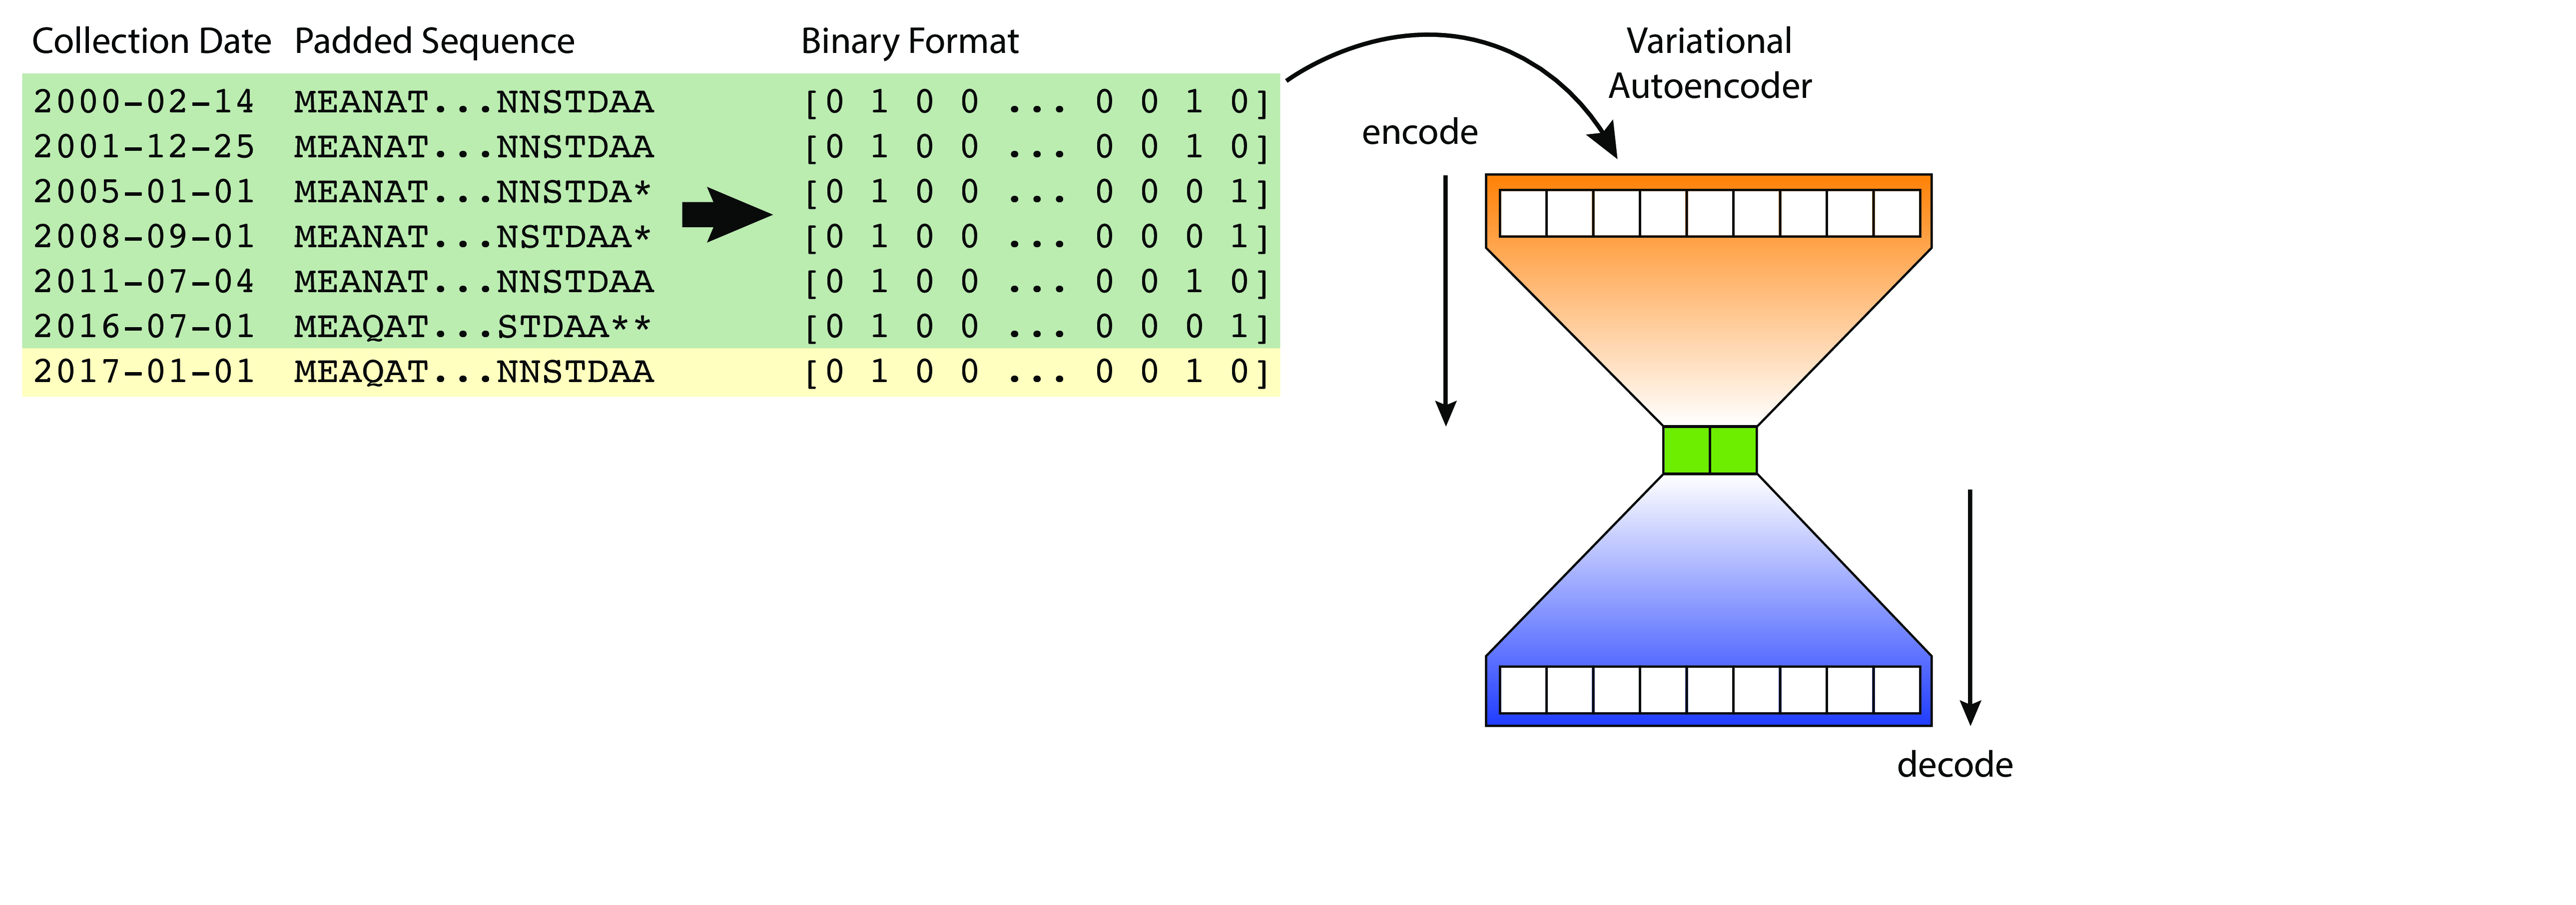 Collection Date Padded Sequence Binary Format
2000-02-14 MEANAT...NNSTDAA [0 1 0 0 ... 0 0 1 0]
2001-12-25 MEANAT...NNSTDAA [0 1 0 0 ... 0 0 1 0]
2005-01-01 MEANAT...NNSTDA* [0 1 0 0 ... 0 0 0 1]
2008-09-01 MEANAT...NSTDAA* [0 1 0 0 ... 0 0 0 1]
2011-07-04 MEANAT...NNSTDAA [0 1 0 0 ... 0 0 1 0]
2016-07-01 MEAQAT...STDAA** [0 1 0 0 ... 0 0 0 1]
2017-01-01 MEAQAT...NNSTDAA [0 1 0 0 ... 0 0 1 0]
Variational
Autoencoder
encode
decode